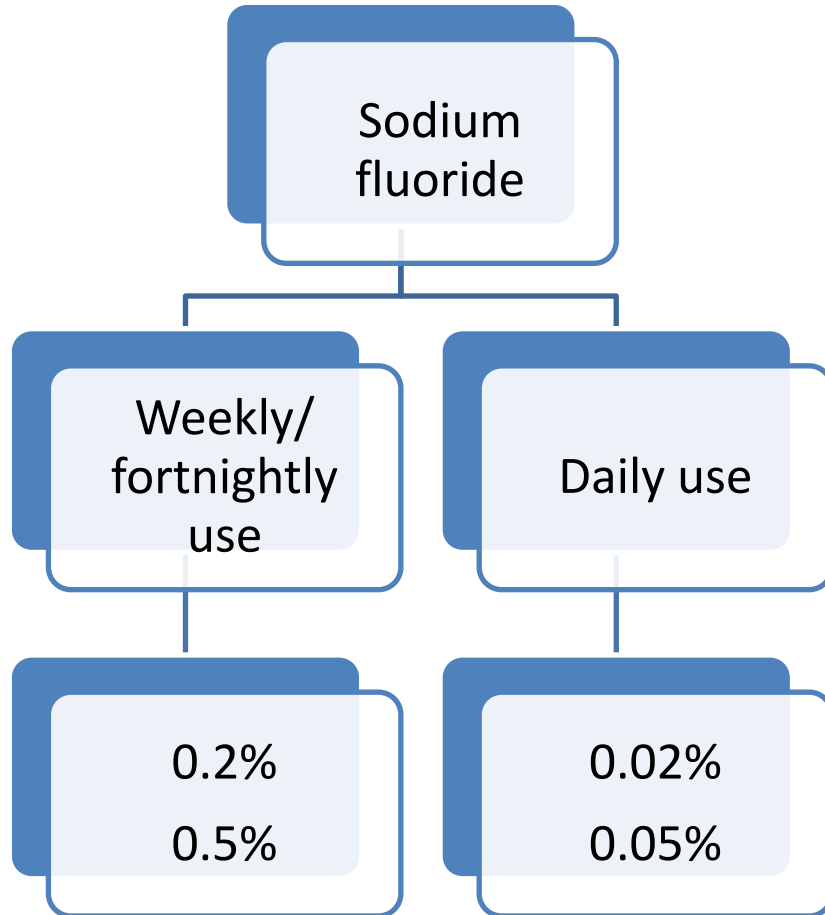 Sodium
fluoride
Weekly/
fortnightly
use
Daily use
0.2%
0.5%
0.02%
0.05%